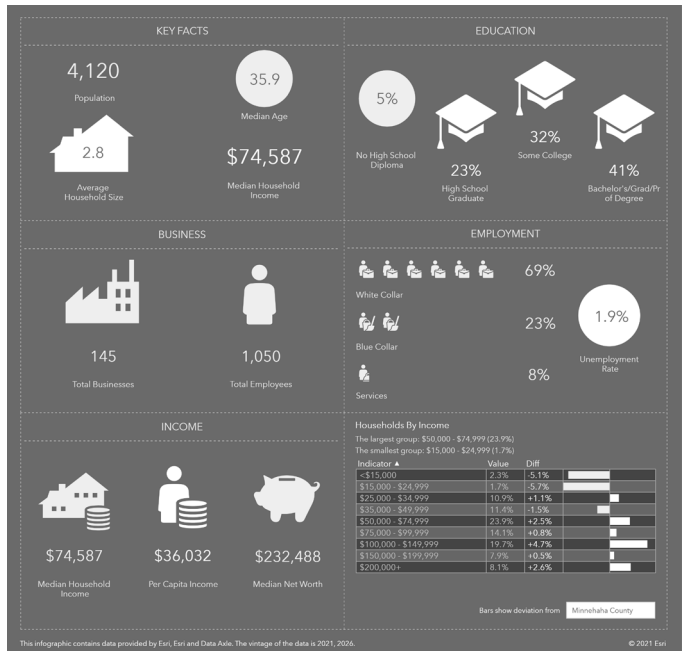 KEY FACTS
4,120
Population
35.9
Median Age
2.8
Average
Household Size
$74,587
Median Household
Income
EDUCATION
5%
No High School
Diploma
23%
High School
Graduate
32%
Some College
41%
Bachelor's/Grad/Pr
of Degree
BUSINESS
145
Total Businesses
1,050
Total Employees
EMPLOYMENT
69%
White Collar
23%
Blue Collar
8%
Services
1.9%
Unemployment
Rate
INCOME
$74,587
Median Household
Income
$36,032
Per Capita Income
$232,488
Median Net Worth
Households By Income
The largest group: $50,000 - $74,999 (23.9%)
The smallest group: $15,000 - $24,999 (1.7%)
Indicator ▲ Value Diff
<$15,000 2.3% -5.1%
$15,000 - $24,999 1.7% -5.7%
$25,000 - $34,999 10.9% +1.1%
$35,000 - $49,999 11.4% -1.5%
$50,000 - $74,999 23.9% +2.5%
$75,000 - $99,999 14.1% +0.8%
$100,000 - $149,999 19.7% +4.7%
$150,000 - $199,999 7.9% +0.5%
$200,000+ 8.1% +2.6%
Bars show deviation from Minnehaha County
This infographic contains data provided by Esri, Esri and Data Axle. The vintage of the data is 2021, 2026.
© 2021 Esri